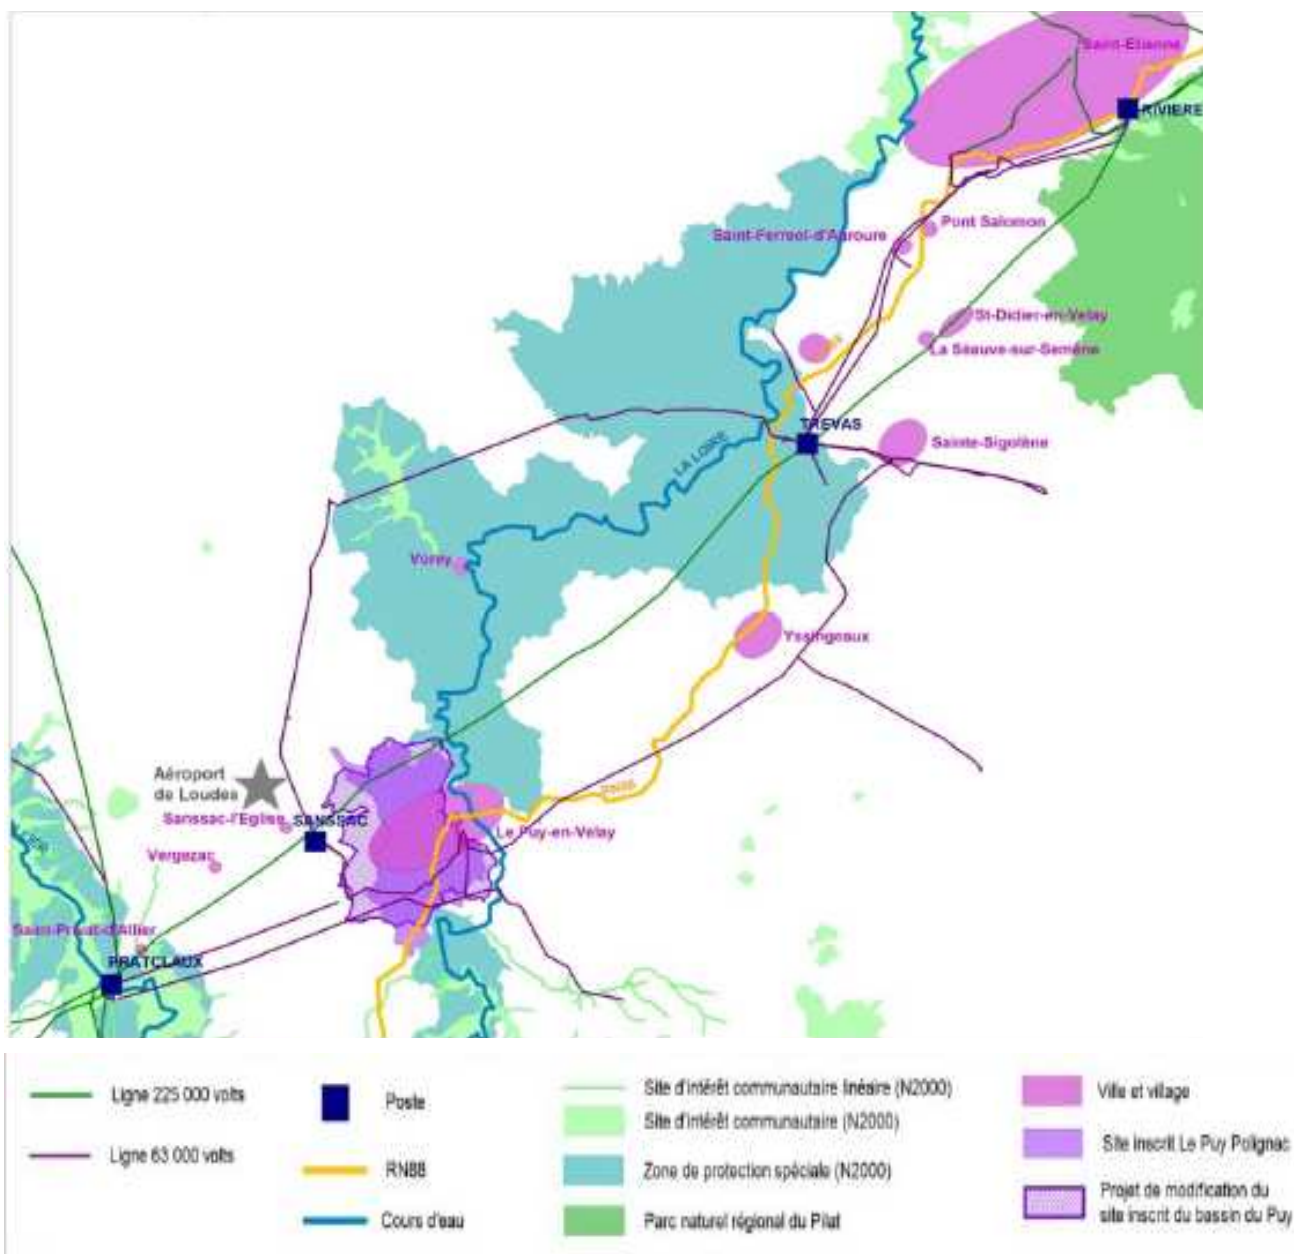 Saint-Etienne
RIVIERE
Pont Salomon
Saint-Ferreol-d'Auroure
St-Didier-en-Velay
La Séauve-sur-Semène
TREVAS
Sainte-Sigolène
LA LOIRE
Vorey
Yssingeaux
Aéroport
de Loudes
RN88
Sanssac-l'Eglise
SANSSAC
Le Puy-en-Velay
Vergezac
Saint-Privat-d'Allier
PRATCLAUX
Ligne 225 000 volts
Ligne 63 000 volts
Poste
RN88
Cours d'eau
Site d'intérêt communautaire linéaire (N2000)
Site d'intérêt communautaire (N2000)
Zone de protection spéciale (N2000)
Parc naturel régional du Pilat
Ville et village
Site inscrit Le Puy Polignac
Projet de modification du
site inscrit du bassin du Puy